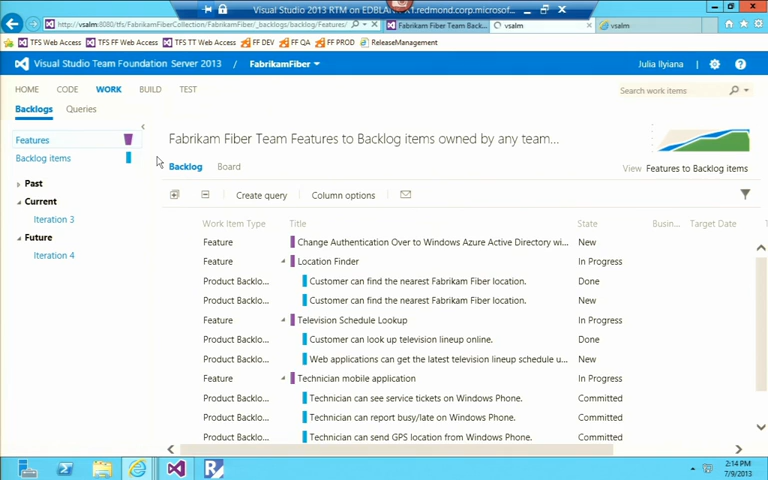 Visual Studio 2013 RTM on EDBLA
T.redmond.corp.microsof...
http://vsalm:8080/tfs/FabrikamFiberCollection/FabrikamFiber/_backlogs/backlog/Features/
Fabrikam Fiber Team Back...
vsalm
vsalm
TFS Web Access
TFS FF Web Access
TFS TT Web Access
FF DEV
FF QA
FF PROD
ReleaseManagement
Visual Studio Team Foundation Server 2013 / FabrikamFiber
Julia Ilyiana
HOME CODE WORK BUILD TEST
Search work items
Backlogs Queries
Features
Backlog items
Past
Current
Iteration 3
Future
Iteration 4
Fabrikam Fiber Team Features to Backlog items owned by any team...
Backlog Board
View Features to Backlog items
Create query Column options
Work Item Type Title State Busin... Target Date T
Feature Change Authentication Over to Windows Azure Active Directory wi... New
Feature Location Finder In Progress
Product Backlo... Customer can find the nearest Fabrikam Fiber location. Done
Product Backlo... Customer can find the nearest Fabrikam Fiber location. New
Feature Television Schedule Lookup In Progress
Product Backlo... Customer can look up television lineup online. Done
Product Backlo... Web applications can get the latest television lineup schedule u... New
Feature Technician mobile application In Progress
Product Backlo... Technician can see service tickets on Windows Phone. Committed
Product Backlo... Technician can report busy/late on Windows Phone. Committed
Product Backlo... Technician can send GPS location from Windows Phone. Committed
2:14 PM
7/9/2013